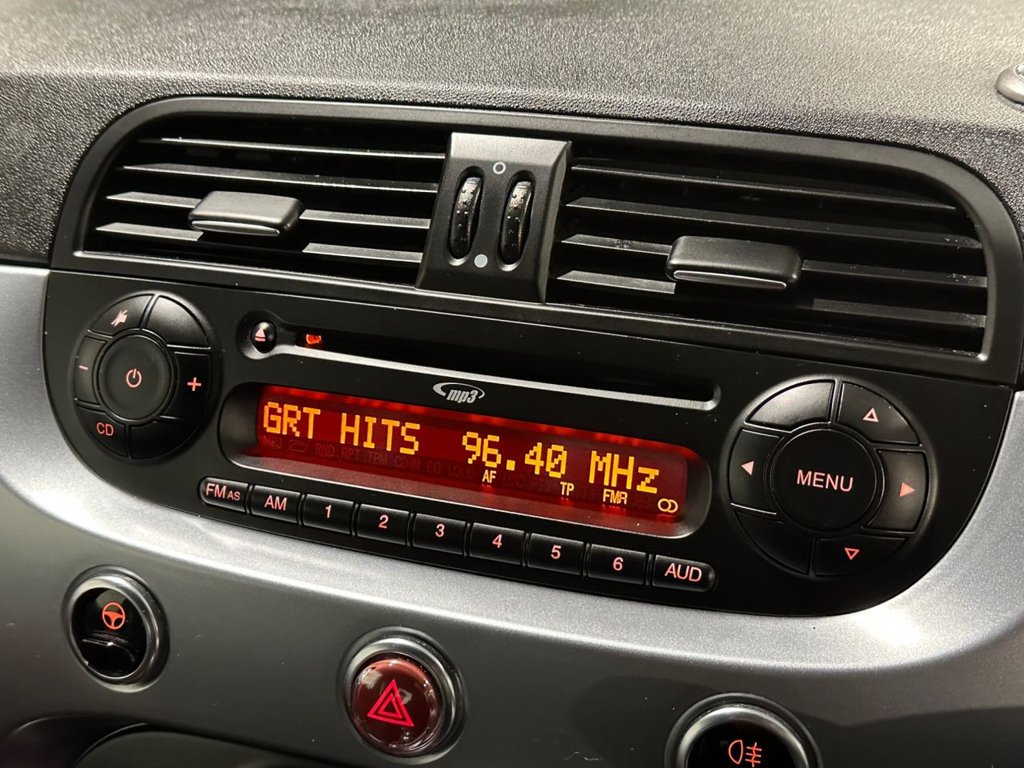 mp3
GRT HITS 96.40 MHz
AF TP FMR
CD
MENU
FM AS AM 1 2 3 4 5 6 AUD